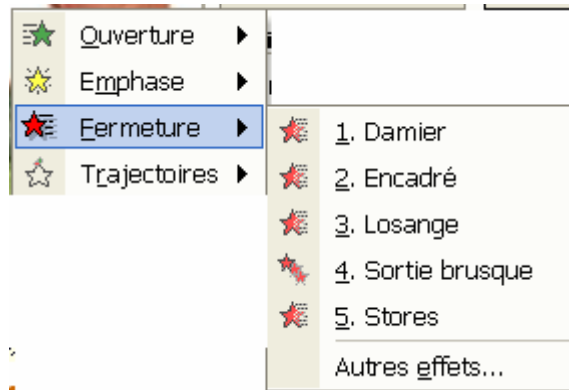 Ouverture
Emphase
Fermeture
Trajectoires
1. Damier
2. Encadré
3. Losange
4. Sortie brusque
5. Stores
Autres effets...